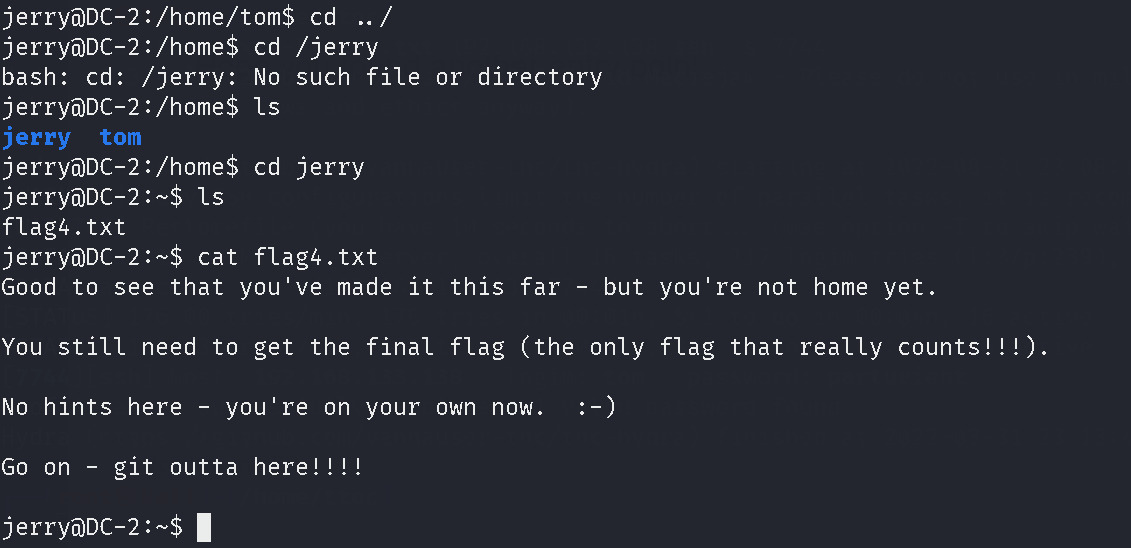 jerry@DC-2:/home/tom$ cd ../
jerry@DC-2:/home$ cd /jerry
bash: cd: /jerry: No such file or directory
jerry@DC-2:/home$ ls
jerry  tom
jerry@DC-2:/home$ cd jerry
jerry@DC-2:~$ ls
flag4.txt
jerry@DC-2:~$ cat flag4.txt
Good to see that you've made it this far - but you're not home yet.
You still need to get the final flag (the only flag that really counts!!!).
No hints here - you're on your own now.  :-)
Go on - git outta here!!!!
jerry@DC-2:~$